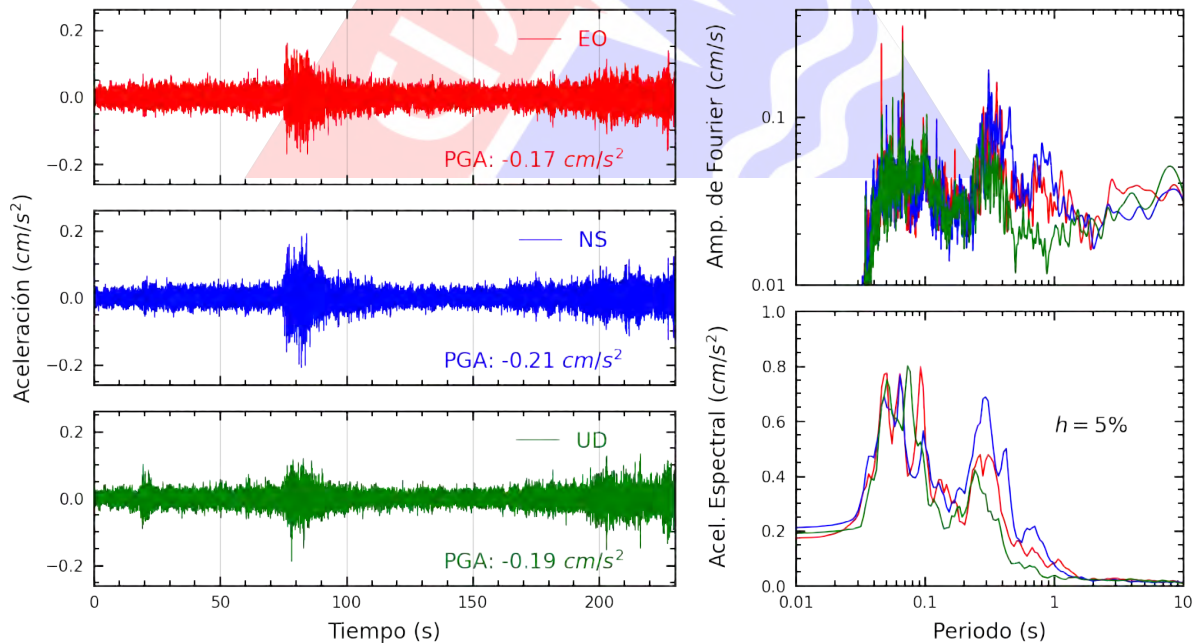 Aceleración (cm/s²)
0.2
0.0
−0.2
EO
PGA: -0.17 cm/s²
0.2
0.0
−0.2
NS
PGA: -0.21 cm/s²
0.2
0.0
−0.2
UD
PGA: -0.19 cm/s²
0 50 100 150 200
Tiempo (s)
Amp. de Fourier (cm/s)
0.1
0.01
Acel. Espectral (cm/s²)
1.0
0.8
0.6
0.4
0.2
0.0
h = 5%
0.01 0.1 1 10
Periodo (s)